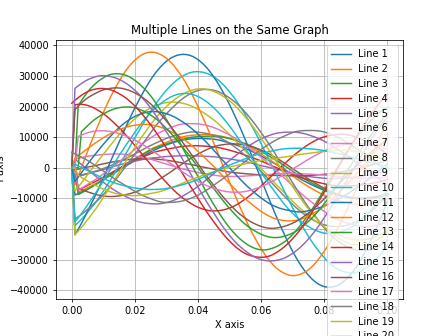 Multiple Lines on the Same Graph
40000
30000
20000
10000
0
−10000
−20000
−30000
−40000
0.00
0.02
0.04
0.06
0.08
X axis
Line 1
Line 2
Line 3
Line 4
Line 5
Line 6
Line 7
Line 8
Line 9
Line 10
Line 11
Line 12
Line 13
Line 14
Line 15
Line 16
Line 17
Line 18
Line 19
Line 20